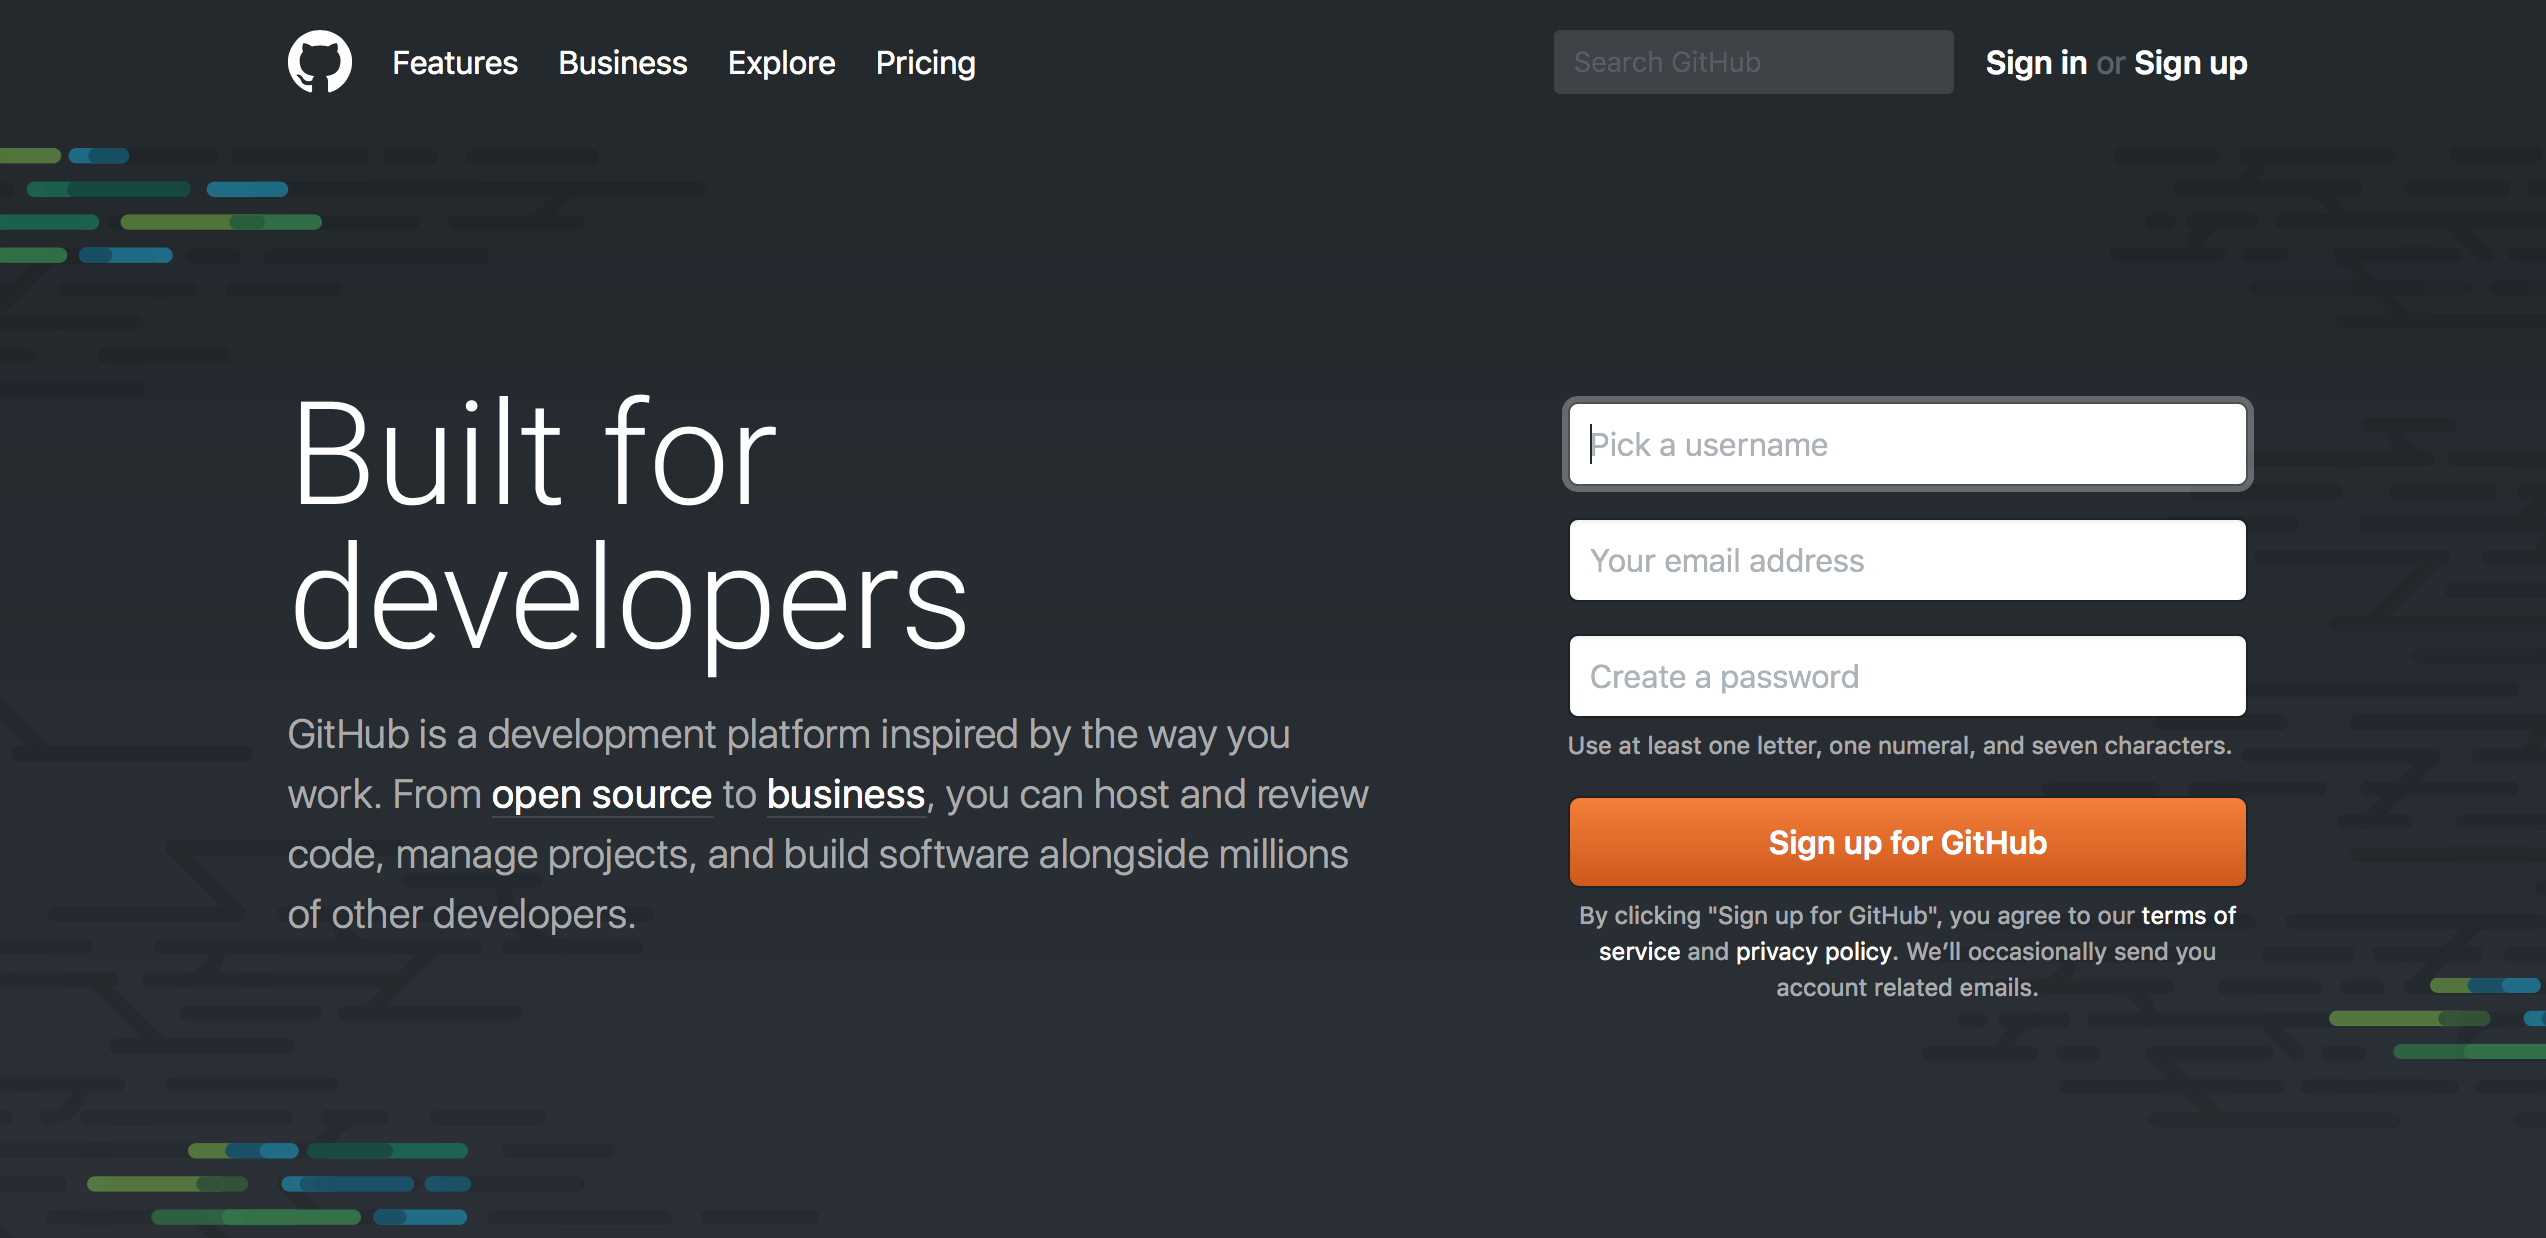 Features Business Explore Pricing
Search GitHub
Sign in or Sign up
Built for
developers
GitHub is a development platform inspired by the way you
work. From open source to business, you can host and review
code, manage projects, and build software alongside millions
of other developers.
Pick a username
Your email address
Create a password
Use at least one letter, one numeral, and seven characters.
Sign up for GitHub
By clicking "Sign up for GitHub", you agree to our terms of
service and privacy policy. We’ll occasionally send you
account related emails.